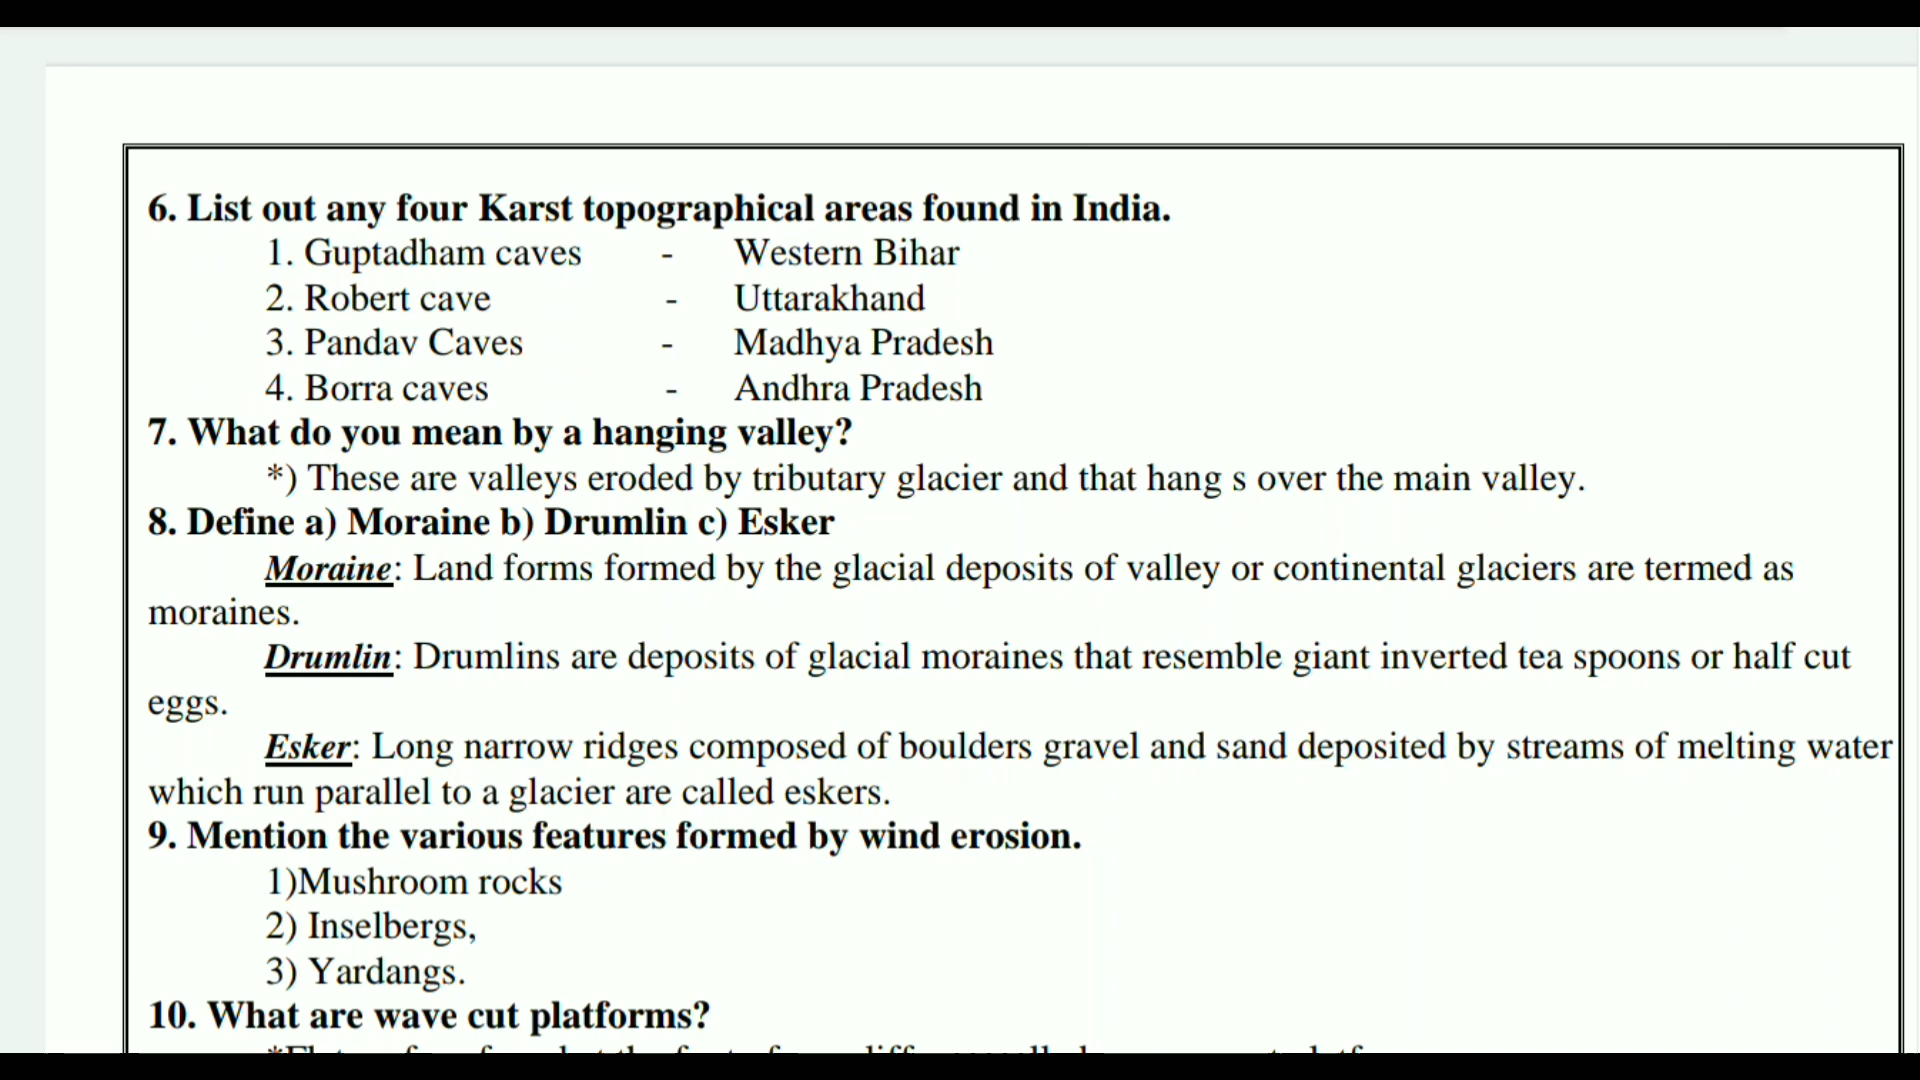 6. List out any four Karst topographical areas found in India.
1. Guptadham caves - Western Bihar
2. Robert cave - Uttarakhand
3. Pandav Caves - Madhya Pradesh
4. Borra caves - Andhra Pradesh
7. What do you mean by a hanging valley?
*) These are valleys eroded by tributary glacier and that hang s over the main valley.
8. Define a) Moraine b) Drumlin c) Esker
Moraine: Land forms formed by the glacial deposits of valley or continental glaciers are termed as
moraines.
Drumlin: Drumlins are deposits of glacial moraines that resemble giant inverted tea spoons or half cut
eggs.
Esker: Long narrow ridges composed of boulders gravel and sand deposited by streams of melting water
which run parallel to a glacier are called eskers.
9. Mention the various features formed by wind erosion.
1)Mushroom rocks
2) Inselbergs,
3) Yardangs.
10. What are wave cut platforms?